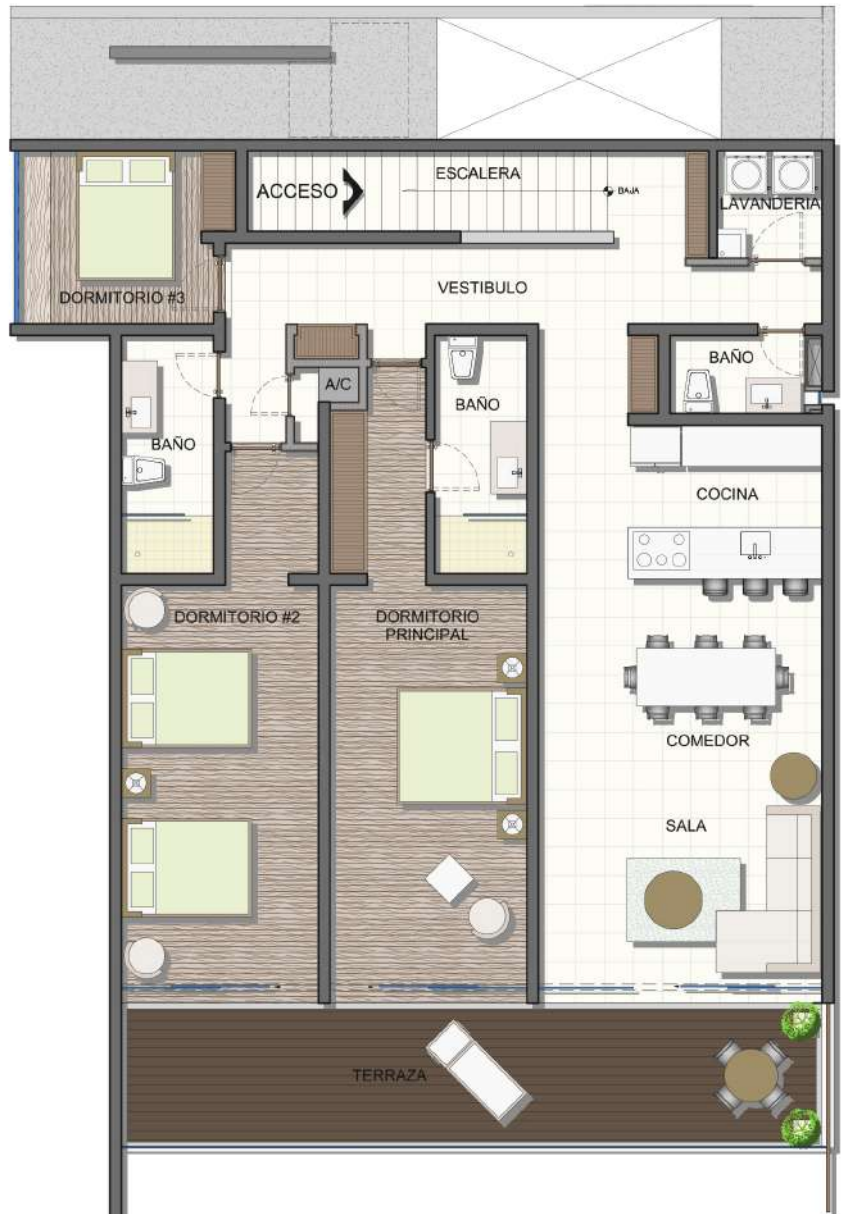 ACCESO
ESCALERA
BAJA
LAVANDERIA
DORMITORIO #3
VESTIBULO
BAÑO
A/C
BAÑO
BAÑO
COCINA
DORMITORIO #2
DORMITORIO
PRINCIPAL
COMEDOR
SALA
TERRAZA